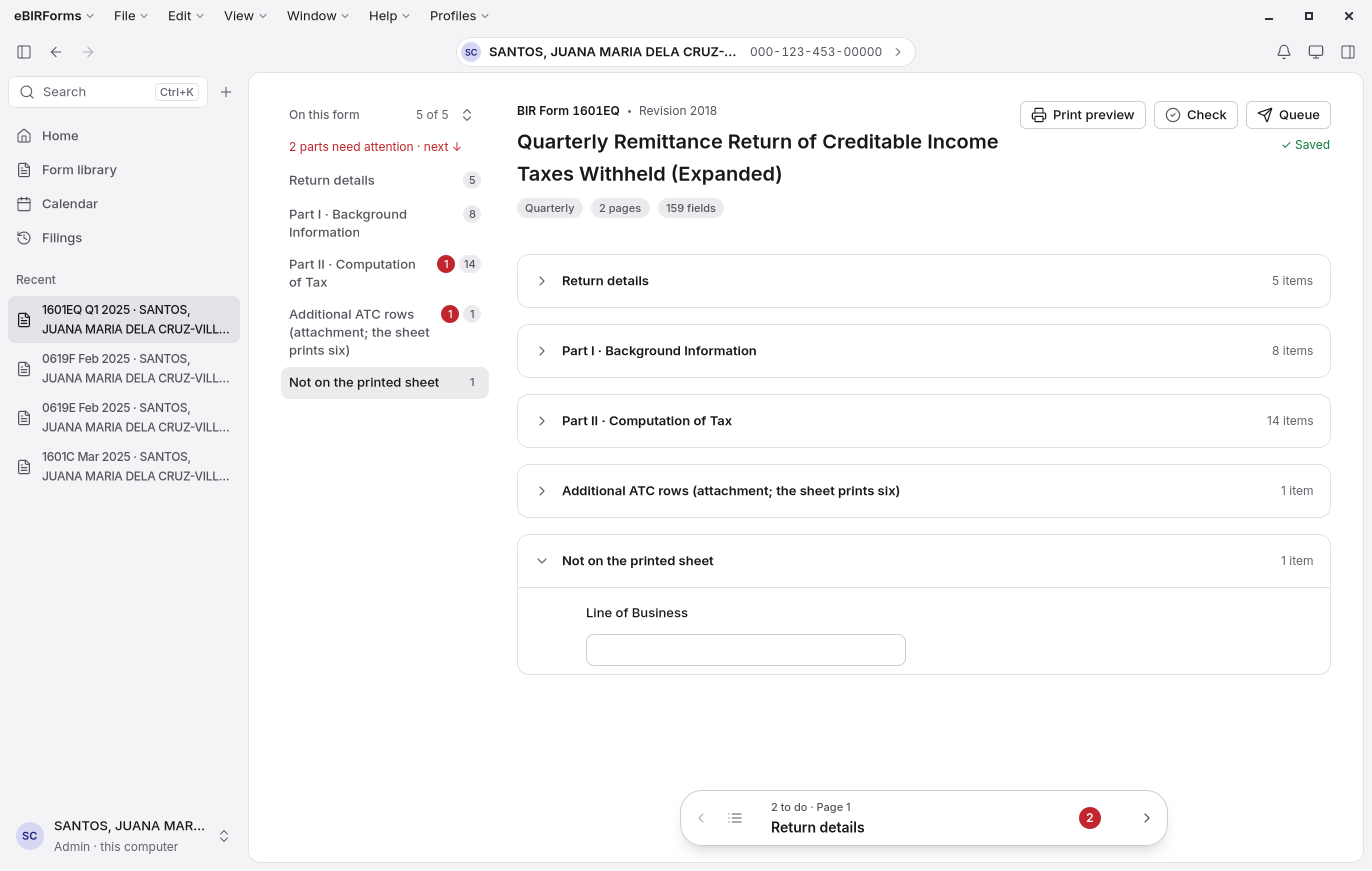 eBIRForms File Edit View Window Help Profiles
SC SANTOS, JUANA MARIA DELA CRUZ-... 000-123-453-00000
Search Ctrl+K
Home
Form library
Calendar
Filings
Recent
1601EQ Q1 2025 · SANTOS,
JUANA MARIA DELA CRUZ-VILL...
0619F Feb 2025 · SANTOS,
JUANA MARIA DELA CRUZ-VILL...
0619E Feb 2025 · SANTOS,
JUANA MARIA DELA CRUZ-VILL...
1601C Mar 2025 · SANTOS,
JUANA MARIA DELA CRUZ-VILL...
SC
SANTOS, JUANA MAR...
Admin · this computer
On this form 5 of 5
2 parts need attention · next ↓
Return details 5
Part I · Background 8
Information
Part II · Computation 1 14
of Tax
Additional ATC rows 1 1
(attachment; the sheet
prints six)
Not on the printed sheet 1
BIR Form 1601EQ • Revision 2018
Quarterly Remittance Return of Creditable Income
Taxes Withheld (Expanded)
Quarterly 2 pages 159 fields
Print preview Check Queue
✓ Saved
Return details 5 items
Part I · Background Information 8 items
Part II · Computation of Tax 14 items
Additional ATC rows (attachment; the sheet prints six) 1 item
Not on the printed sheet 1 item
Line of Business
2 to do · Page 1
Return details
2